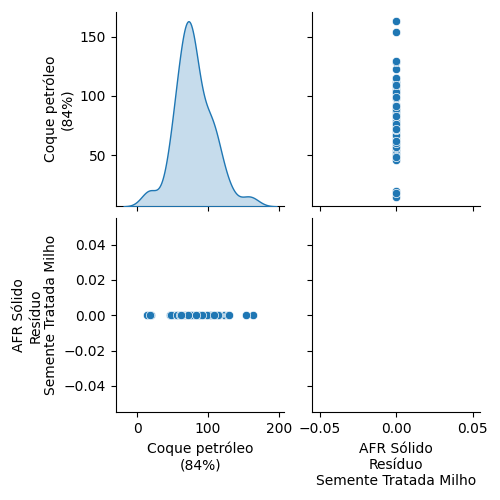 Coque petróleo
(84%)
150
100
50
AFR Sólido
Resíduo
Semente Tratada Milho
0.04
0.02
0.00
−0.02
−0.04
0
100
200
Coque petróleo
(84%)
−0.05
0.00
0.05
AFR Sólido
Resíduo
Semente Tratada Milho